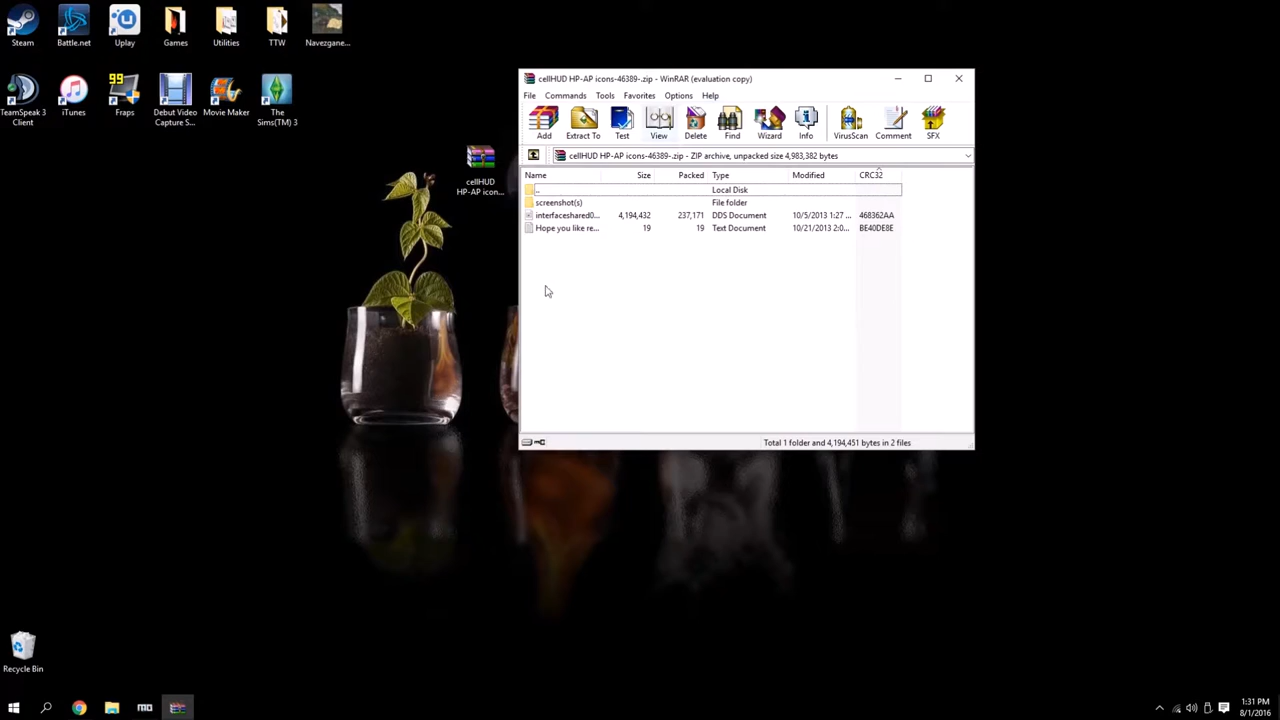 Steam
Battle.net
Uplay
Games
Utilities
TTW
Navezgane...
99
TeamSpeak 3
Client
iTunes
Fraps
Debut Video
Capture S...
Movie Maker
The
Sims(TM) 3
cellHUD
HP-AP icon...
cellHUD HP-AP icons-46389-.zip - WinRAR (evaluation copy)
File Commands Tools Favorites Options Help
Add Extract To Test View Delete Find Wizard Info VirusScan Comment SFX
cellHUD HP-AP icons-46389-.zip - ZIP archive, unpacked size 4,983,382 bytes
Name Size Packed Type Modified CRC32
.. Local Disk
screenshot(s) File folder
interfaceshared0... 4,194,432 237,171 DDS Document 10/5/2013 1:27 ... 468362AA
Hope you like re... 19 19 Text Document 10/21/2013 2:0... BE40DE8E
Total 1 folder and 4,194,451 bytes in 2 files
Recycle Bin
MO
1:31 PM
8/1/2016